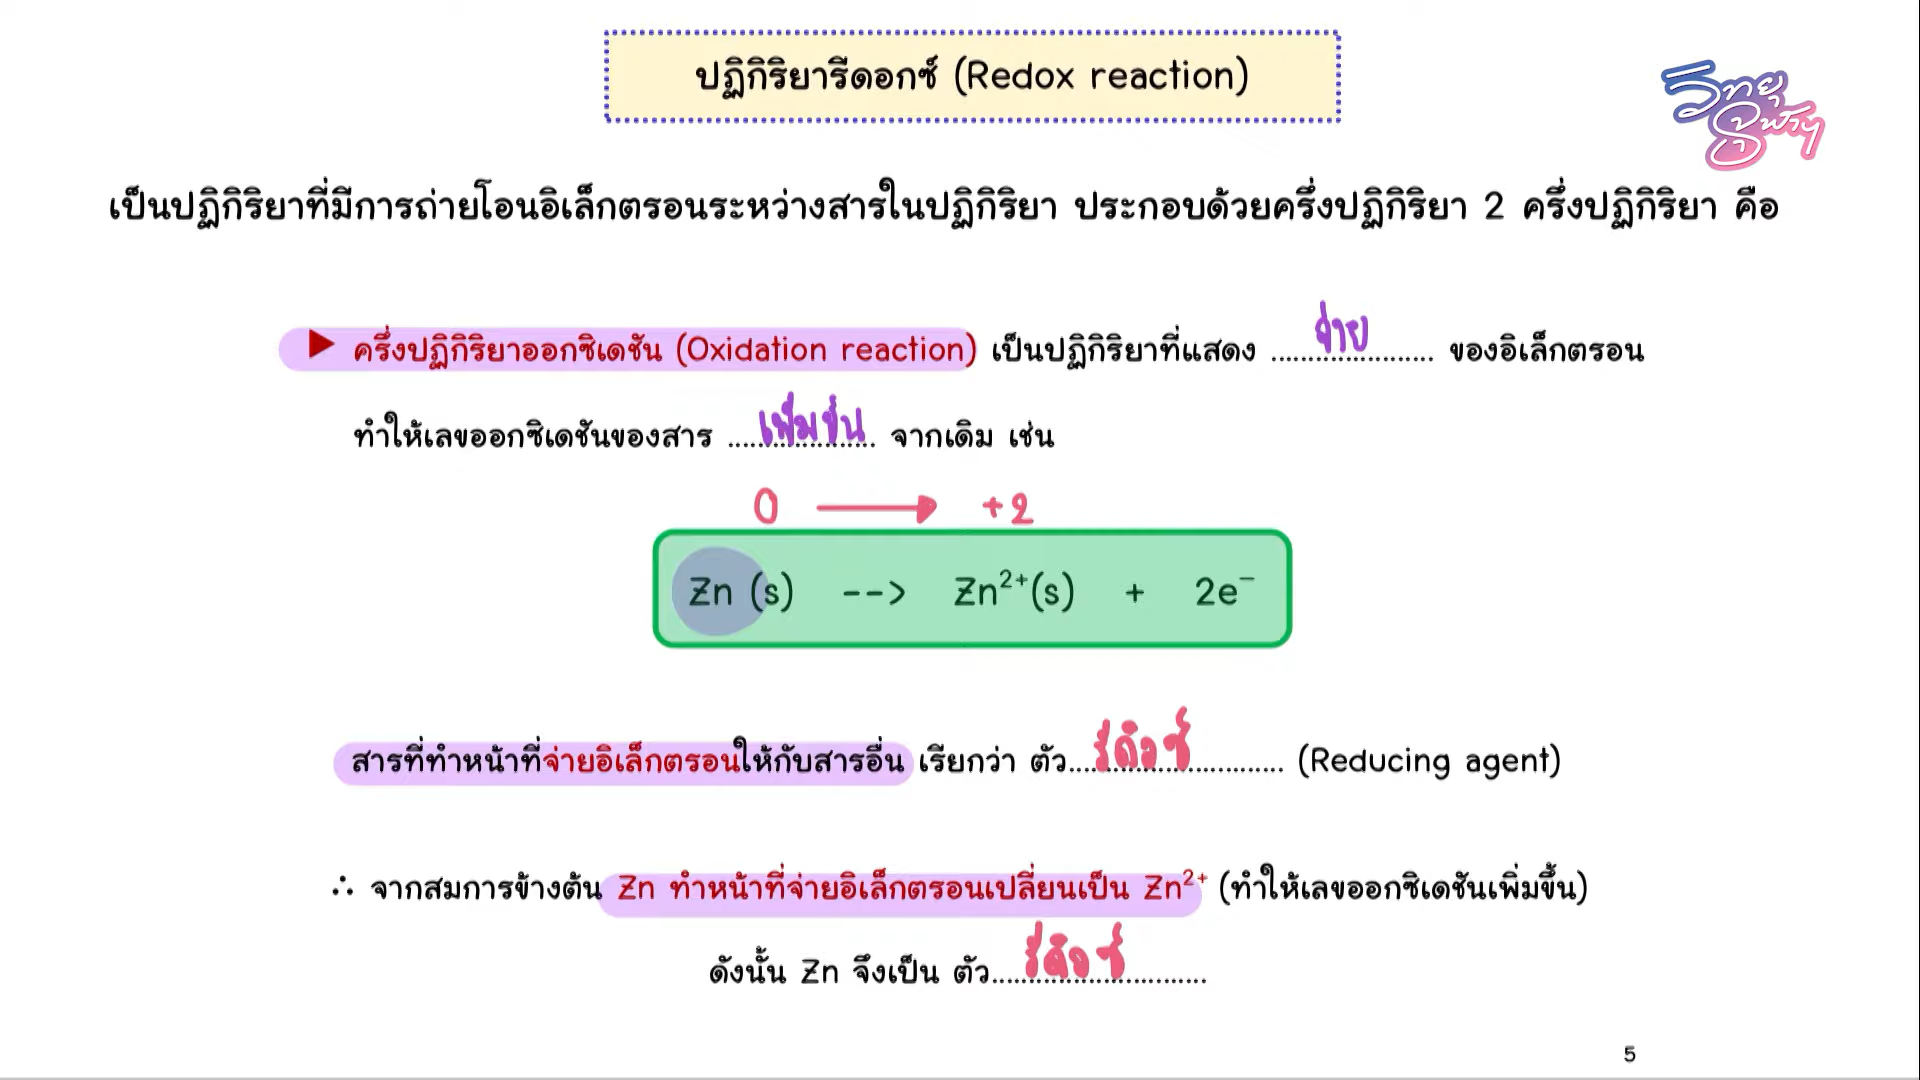 ปฏิกิริยารีดอกซ์ (Redox reaction)
วิทยุ
จุฬาฯ
เป็นปฏิกิริยาที่มีการถ่ายโอนอิเล็กตรอนระหว่างสารในปฏิกิริยา ประกอบด้วยครึ่งปฏิกิริยา 2 ครึ่งปฏิกิริยา คือ
▶ ครึ่งปฏิกิริยาออกซิเดชัน (Oxidation reaction) เป็นปฏิกิริยาที่แสดง ...จ่าย... ของอิเล็กตรอน
ทำให้เลขออกซิเดชันของสาร ...เพิ่มขึ้น... จากเดิม เช่น
0 → +2
Zn (s) --> Zn²⁺(s) + 2e⁻
สารที่ทำหน้าที่จ่ายอิเล็กตรอนให้กับสารอื่น เรียกว่า ตัว...รีดิวซ์... (Reducing agent)
∴ จากสมการข้างต้น Zn ทำหน้าที่จ่ายอิเล็กตรอนเปลี่ยนเป็น Zn²⁺ (ทำให้เลขออกซิเดชันเพิ่มขึ้น)
ดังนั้น Zn จึงเป็น ตัว...รีดิวซ์...
5